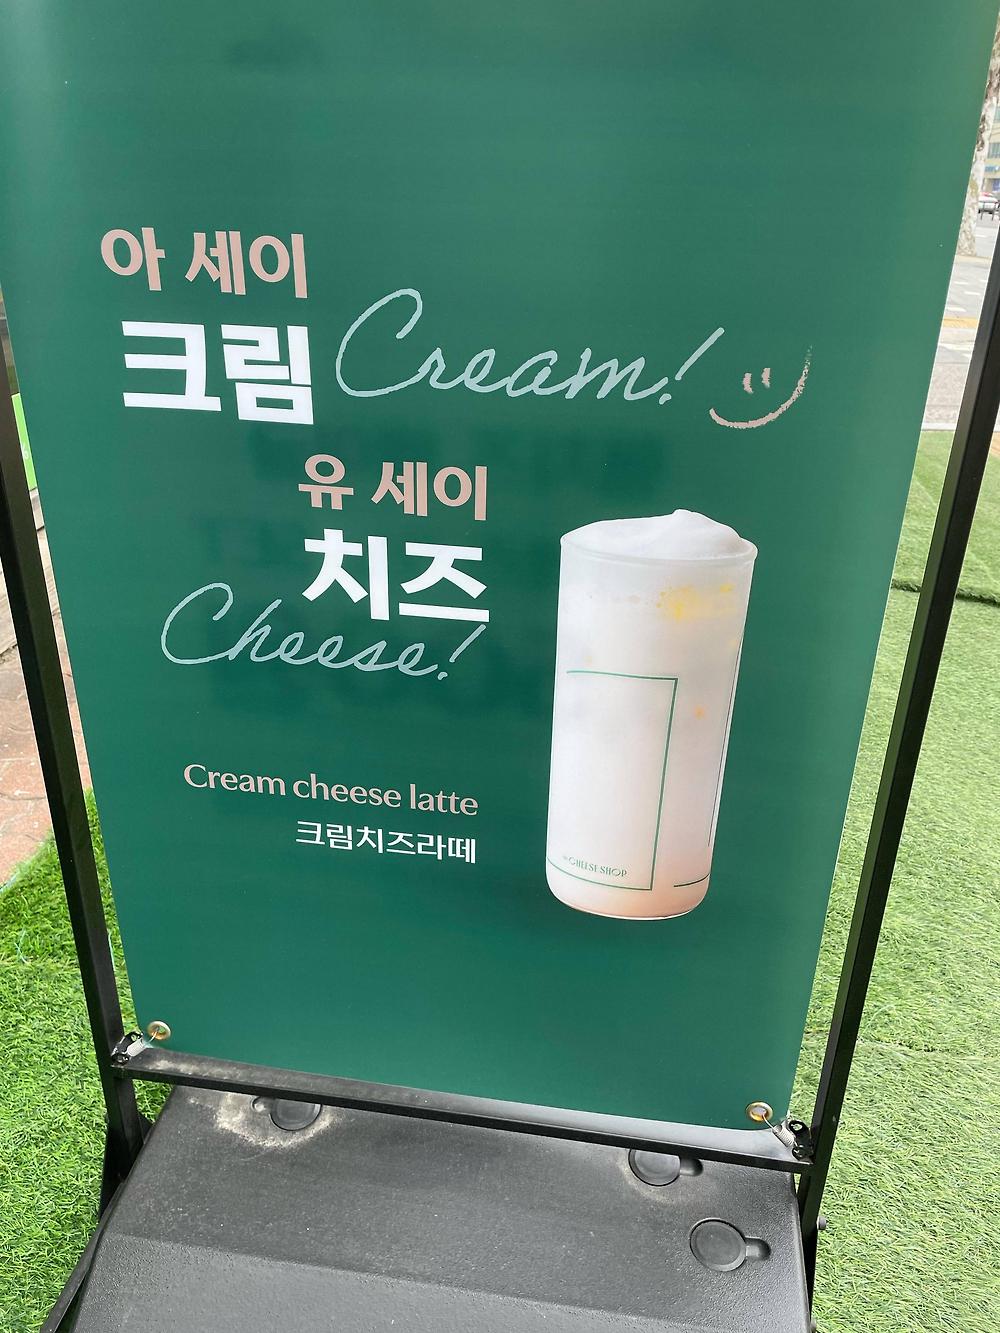 아 세이
크림 Cream!
유 세이
치즈
Cheese!
Cream cheese latte
크림치즈라떼
the CHEESE SHOP